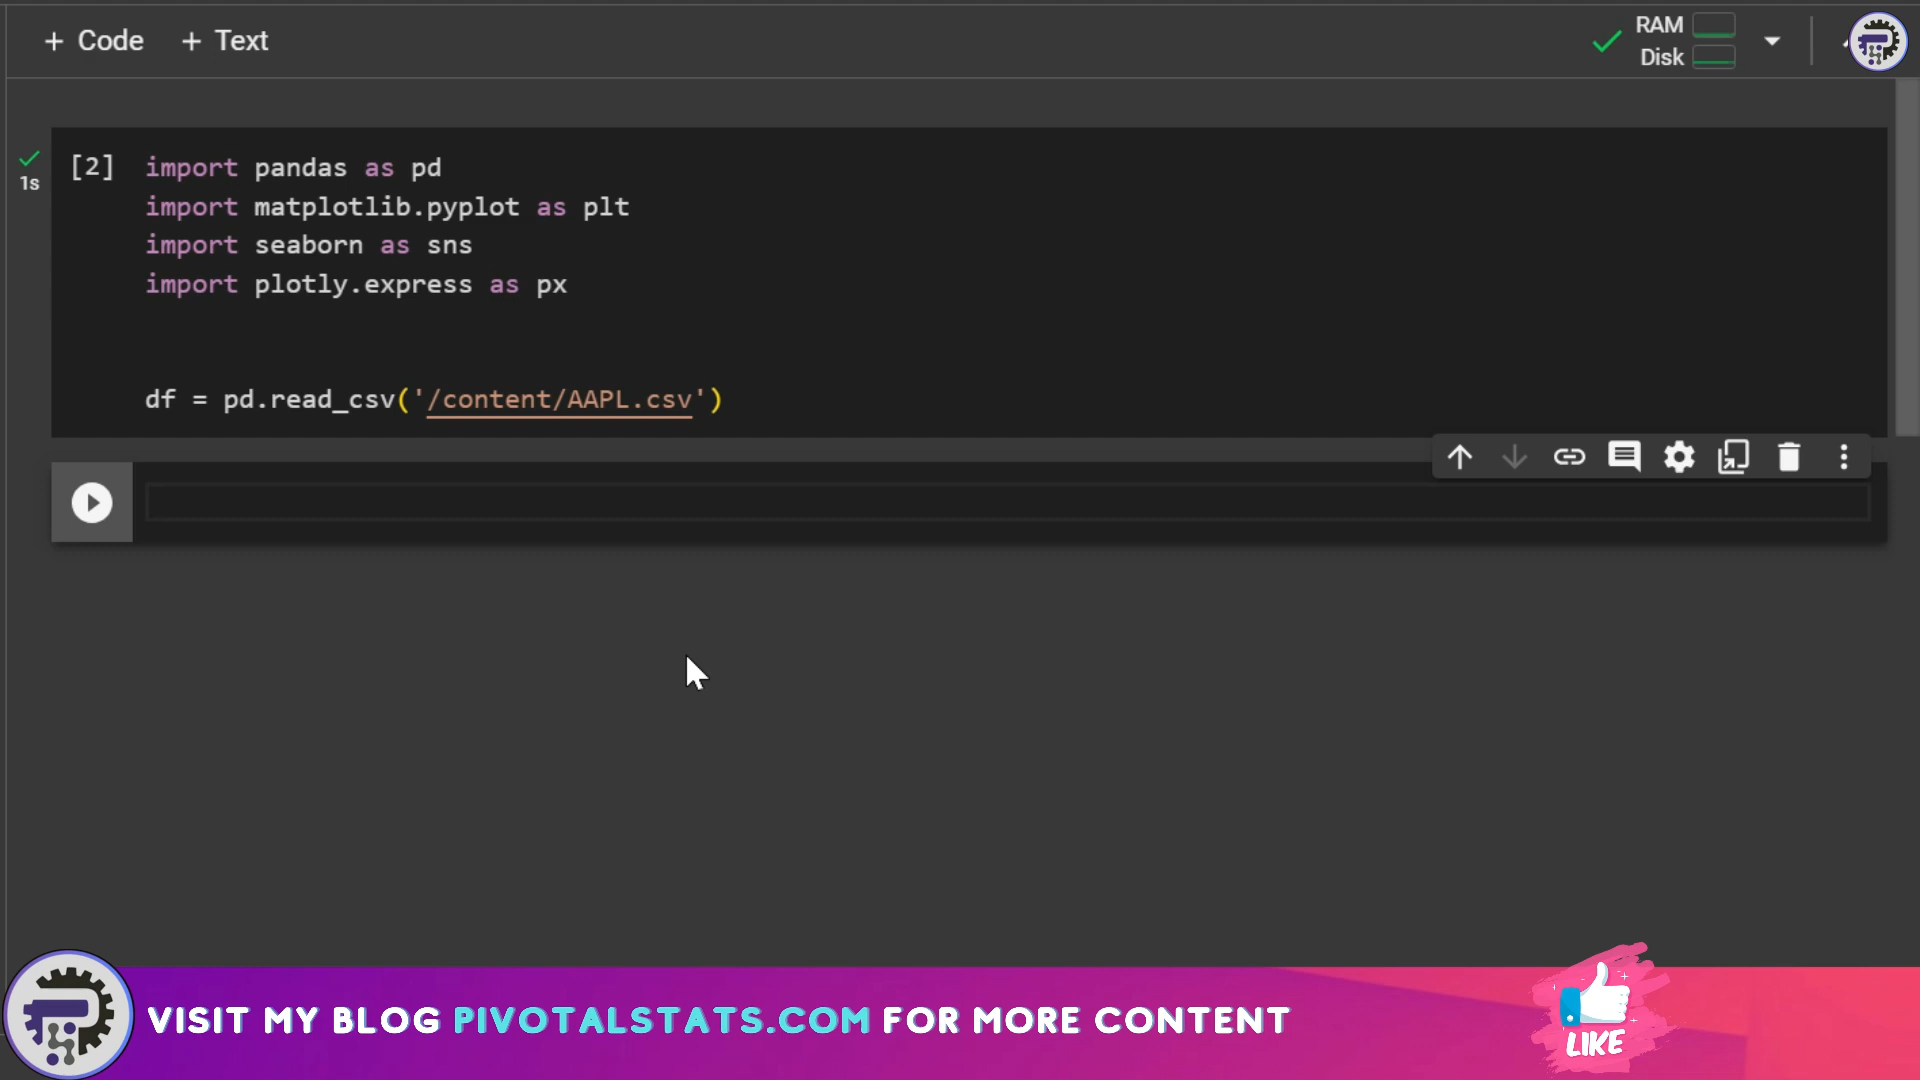 + Code + Text
RAM
Disk
1s
[2]
import pandas as pd
import matplotlib.pyplot as plt
import seaborn as sns
import plotly.express as px
df = pd.read_csv('/content/AAPL.csv')
VISIT MY BLOG PIVOTALSTATS.COM FOR MORE CONTENT
LIKE